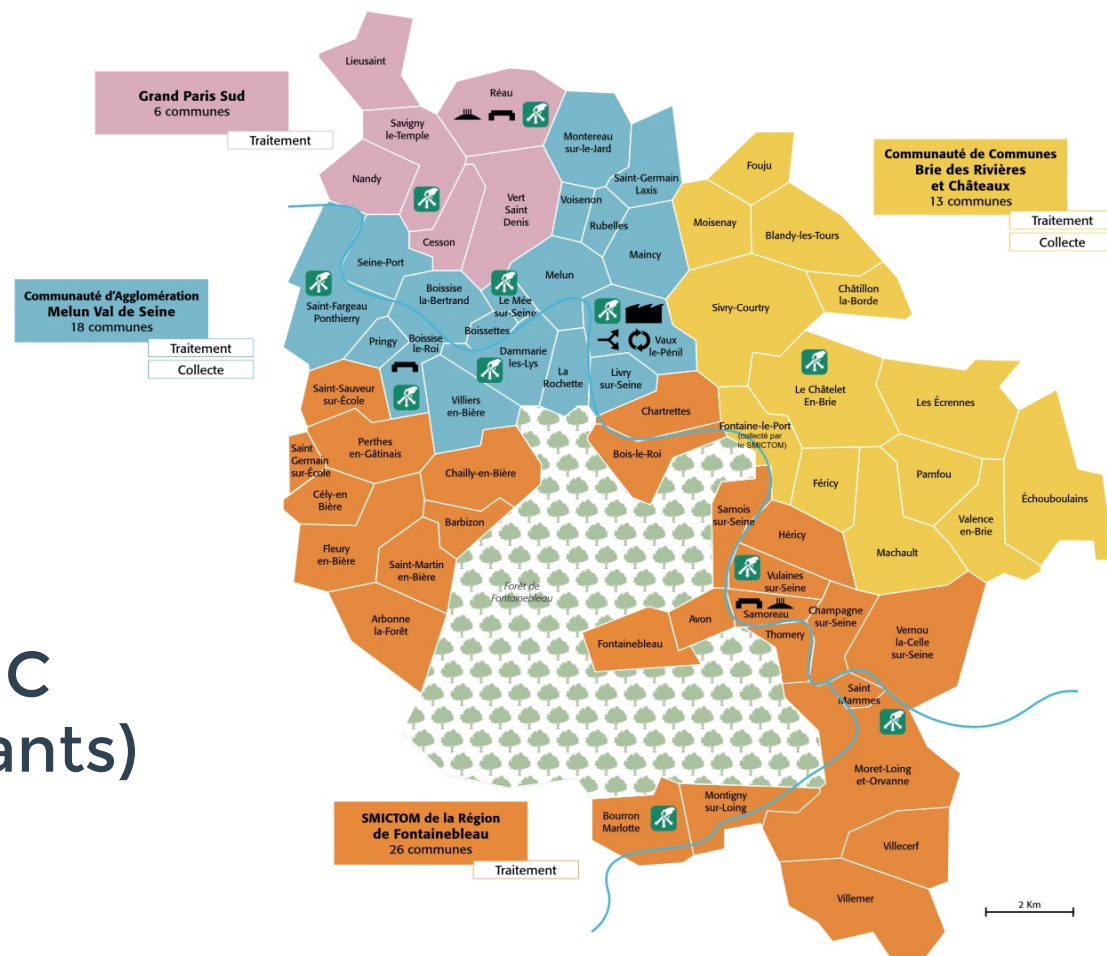 Lieusaint
Grand Paris Sud
6 communes
Traitement
Réau
Savigny
le-Temple
Nandy
Vert
Saint
Denis
Cesson
Montereau
sur-le-Jard
Saint-Germain
Laxis
Voisenon
Rubelles
Maincy
Melun
Seine-Port
Boissise
la-Bertrand
Le Mée
sur-Seine
Saint-Fargeau
Ponthierry
Boissettes
Pringy
Boissise
le-Roi
Dammarie
les-Lys
La
Rochette
Vaux
le-Pénil
Livry
sur-Seine
Villiers
en-Bière
Communauté d'Agglomération
Melun Val de Seine
18 communes
Traitement
Collecte
Communauté de Communes
Brie des Rivières
et Châteaux
13 communes
Traitement
Collecte
Fouju
Moisenay
Blandy-les-Tours
Châtillon
la-Borde
Sivry-Courtry
Le Châtelet
En-Brie
Les Écrennes
Fontaine-le-Port
(collecté par
le SMICTOM)
Féricy
Pamfou
Valence
en-Brie
Échouboulains
Machault
Saint-Sauveur
sur-École
Perthes
en-Gâtinais
Saint
Germain
sur-École
Cély-en
Bière
Chailly-en-Bière
Barbizon
Fleury
en-Bière
Saint-Martin
en-Bière
Arbonne
la-Forêt
Chartrettes
Bois-le-Roi
Samois
sur-Seine
Héricy
Vulaines
sur-Seine
Samoreau
Champagne
sur-Seine
Forêt de
Fontainebleau
Avon
Fontainebleau
Thomery
Vernou
la-Celle
sur-Seine
Saint
Mammes
Moret-Loing
et-Orvanne
Montigny
sur-Loing
Bourron
Marlotte
Villecerf
Villemer
SMICTOM de la Région
de Fontainebleau
26 communes
Traitement
2 Km
C
ants)